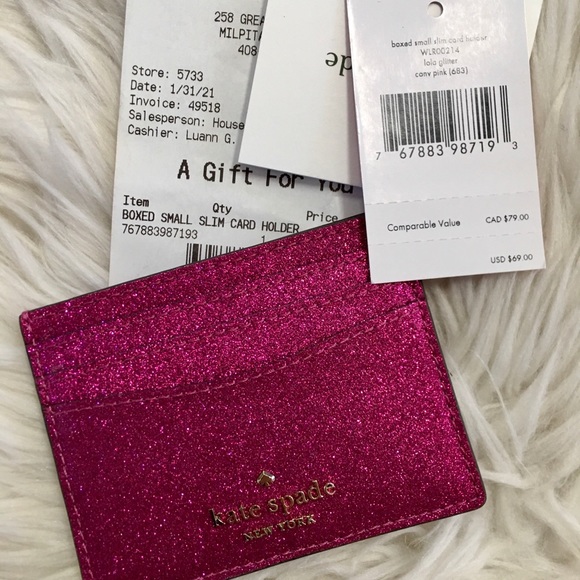 258 GREA
MILPITA
408
Store: 5733
Date: 1/31/21
Invoice: 49518
Salesperson: House
Cashier: Luann G.
A Gift For You
Item Qty Price
BOXED SMALL SLIM CARD HOLDER
767883987193 1
de
boxed small slim card holder
WLR00214
lola glitter
conv pink (683)
7 67883 98719 3
Comparable Value CAD $79.00
USD $69.00
kate spade
NEW YORK